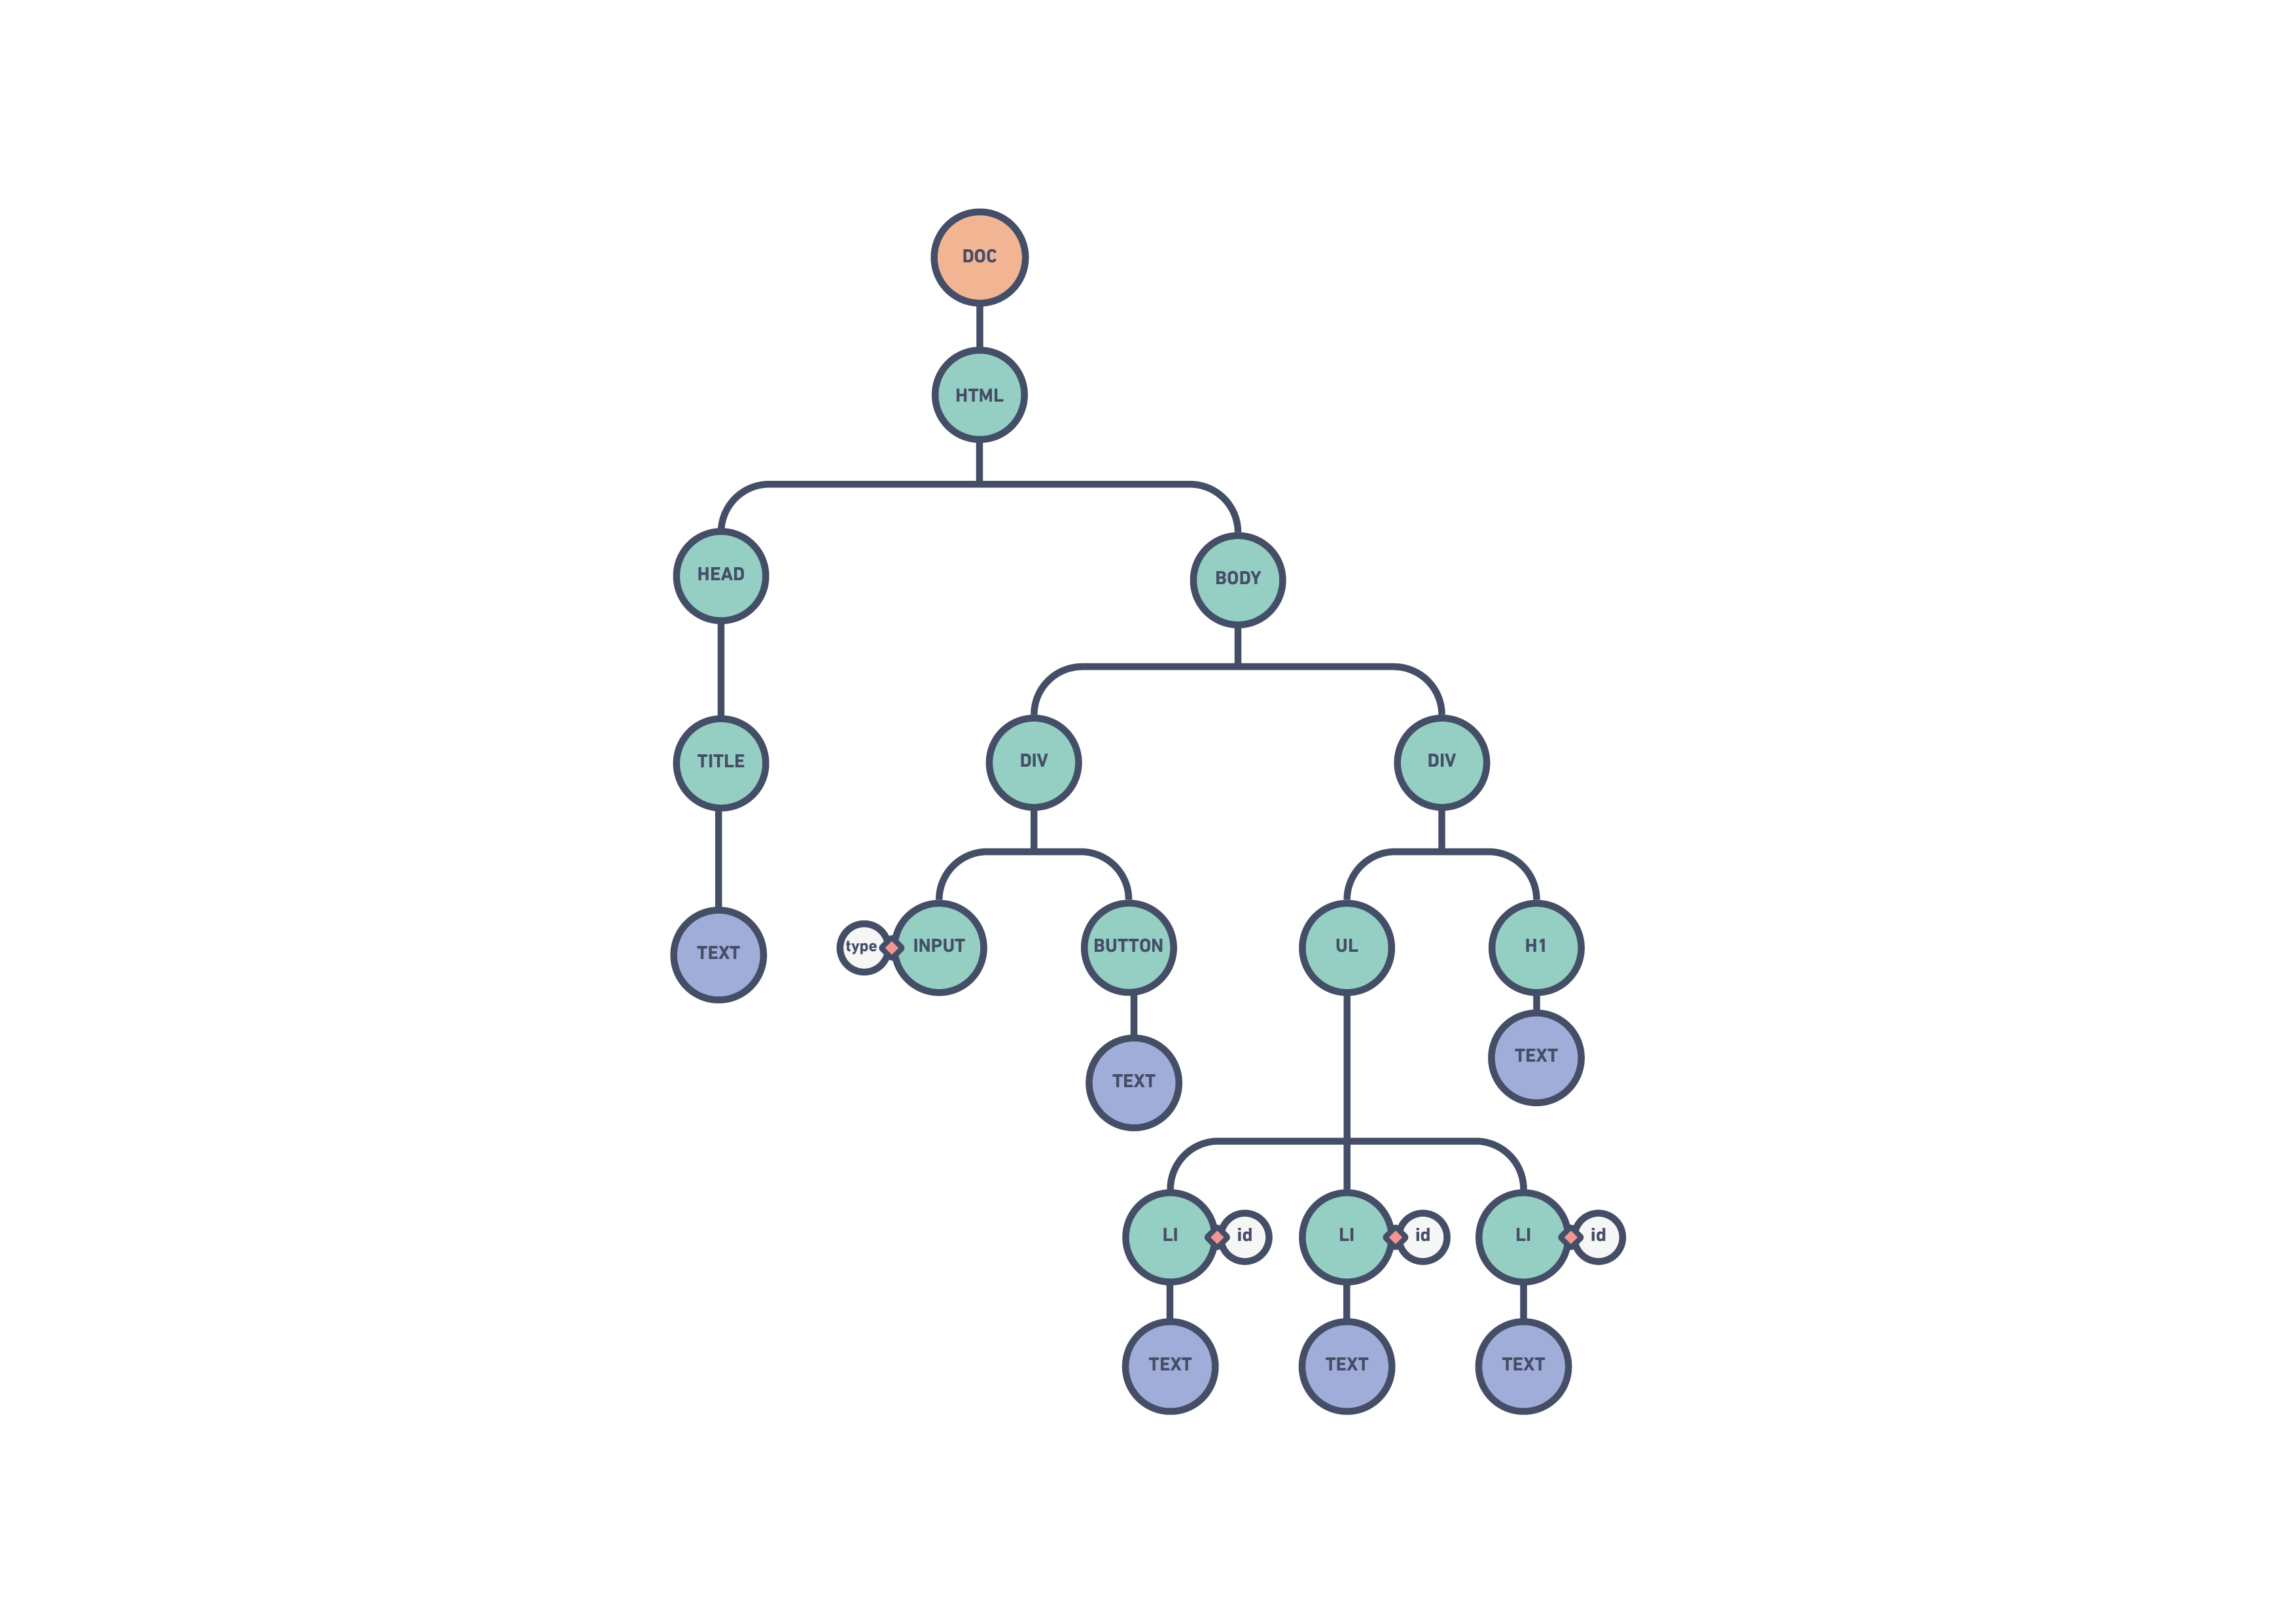 DOC
HTML
HEAD
BODY
TITLE
DIV
DIV
TEXT
type
INPUT
BUTTON
UL
H1
TEXT
TEXT
LI
id
LI
id
LI
id
TEXT
TEXT
TEXT